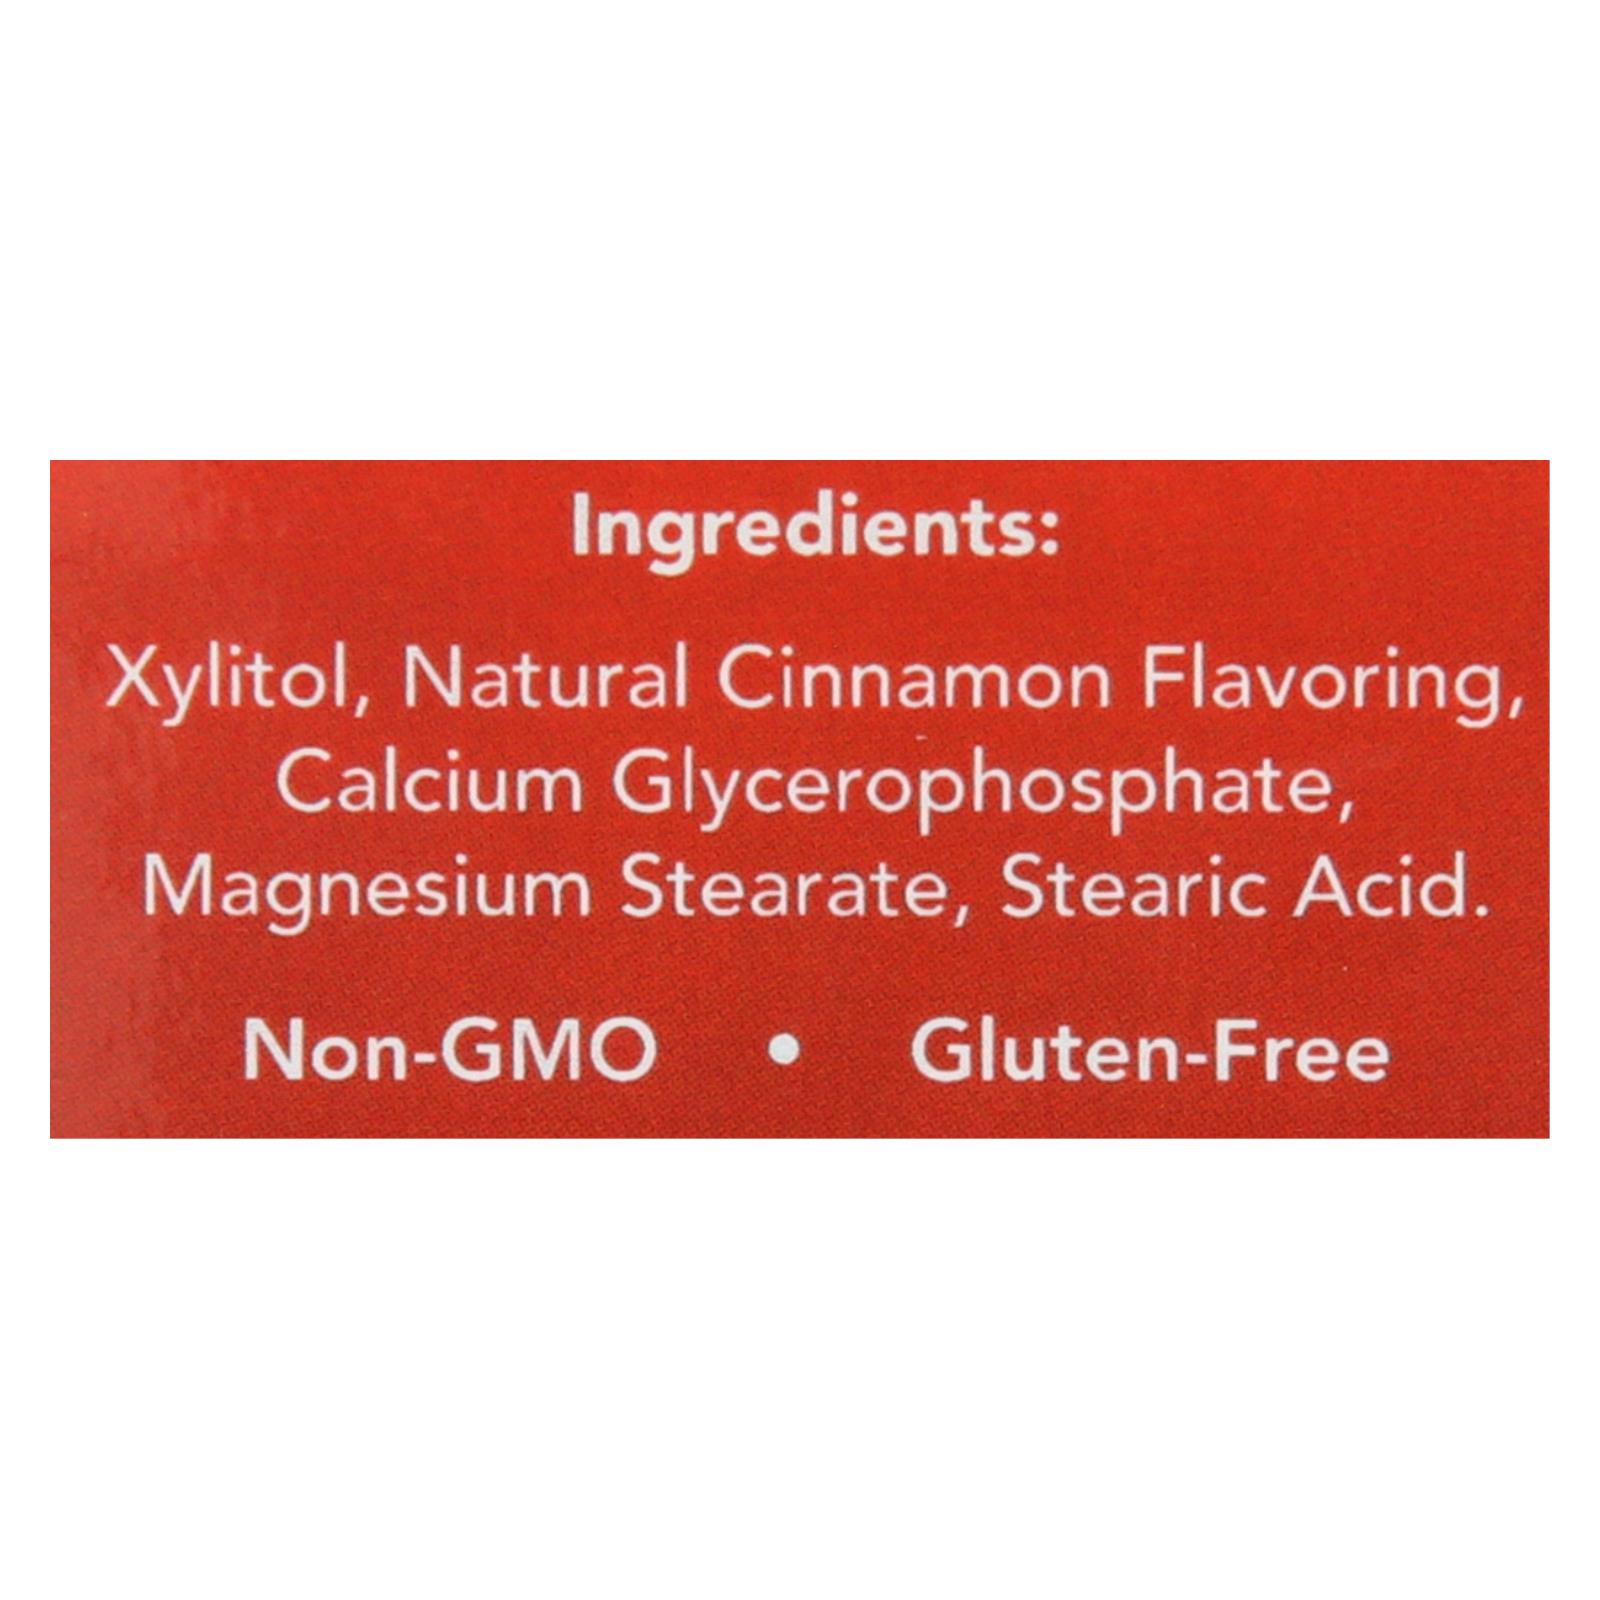 Ingredients:
Xylitol, Natural Cinnamon Flavoring,
Calcium Glycerophosphate,
Magnesium Stearate, Stearic Acid.
Non-GMO • Gluten-Free